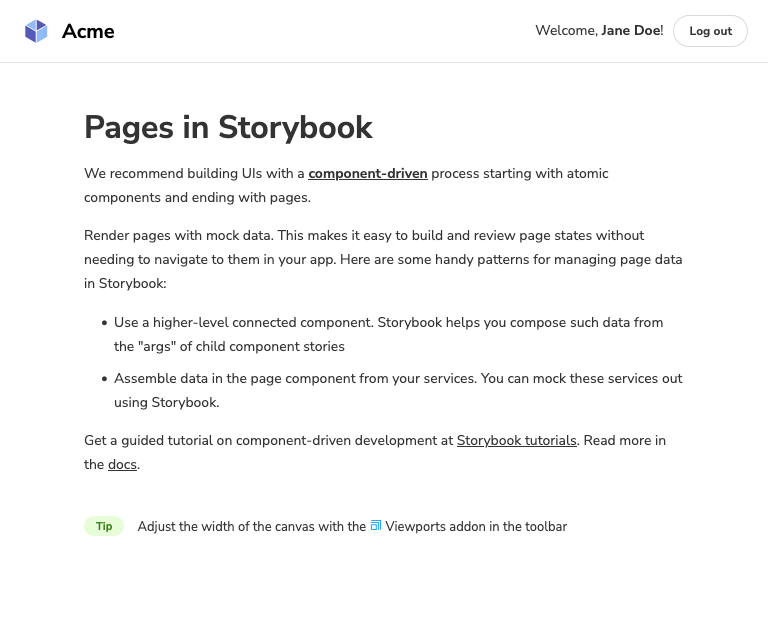 Acme
Welcome, Jane Doe!
Log out
Pages in Storybook
We recommend building UIs with a component-driven process starting with atomic
components and ending with pages.
Render pages with mock data. This makes it easy to build and review page states without
needing to navigate to them in your app. Here are some handy patterns for managing page data
in Storybook:
• Use a higher-level connected component. Storybook helps you compose such data from
the "args" of child component stories
• Assemble data in the page component from your services. You can mock these services out
using Storybook.
Get a guided tutorial on component-driven development at Storybook tutorials. Read more in
the docs.
Tip
Adjust the width of the canvas with the Viewports addon in the toolbar